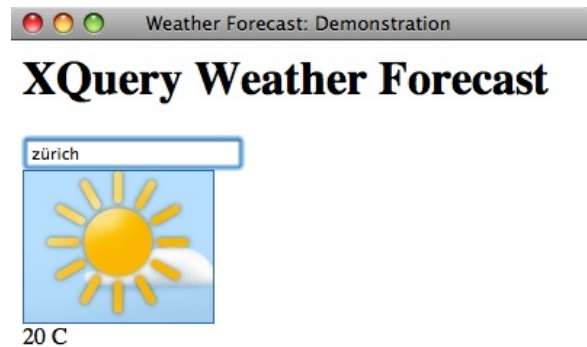 Weather Forecast: Demonstration
XQuery Weather Forecast
zürich
20 C